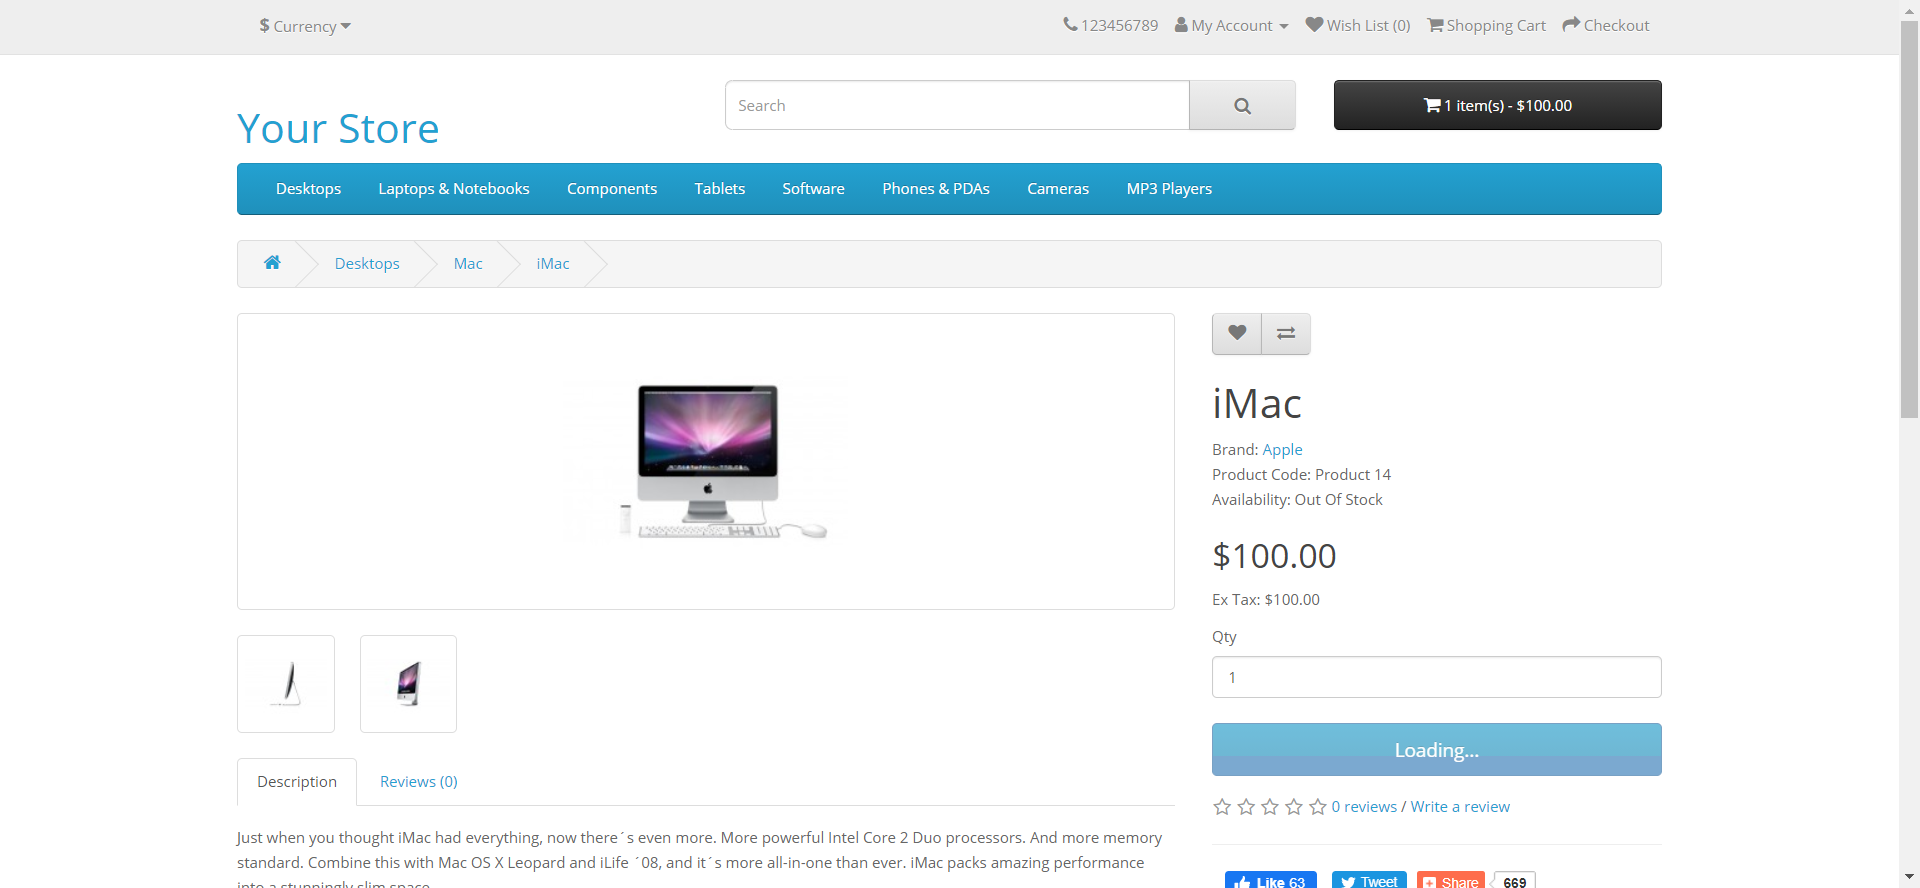 $ Currency
123456789
My Account
Wish List (0)
Shopping Cart
Checkout
Your Store
Search
1 item(s) - $100.00
Desktops
Laptops & Notebooks
Components
Tablets
Software
Phones & PDAs
Cameras
MP3 Players
Desktops
Mac
iMac
iMac
Brand: Apple
Product Code: Product 14
Availability: Out Of Stock
$100.00
Ex Tax: $100.00
Qty
1
Loading...
0 reviews / Write a review
Like 63
Tweet
Share
669
Description
Reviews (0)
Just when you thought iMac had everything, now there´s even more. More powerful Intel Core 2 Duo processors. And more memory
standard. Combine this with Mac OS X Leopard and iLife ´08, and it´s more all-in-one than ever. iMac packs amazing performance
into a stunningly slim space.